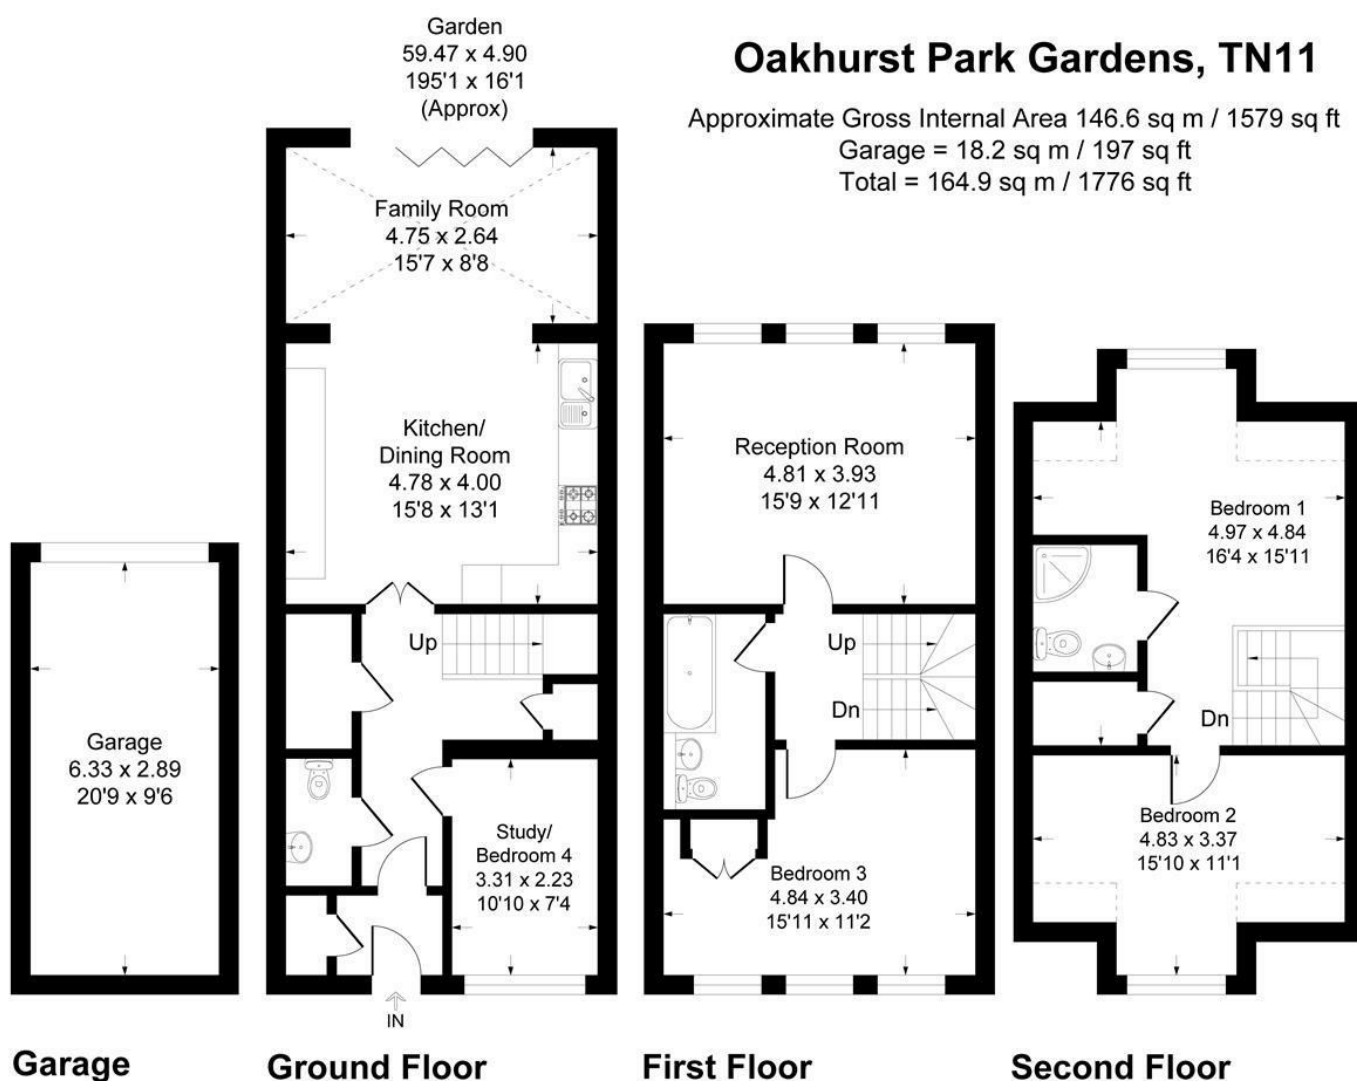 Oakhurst Park Gardens, TN11
Approximate Gross Internal Area 146.6 sq m / 1579 sq ft
Garage = 18.2 sq m / 197 sq ft
Total = 164.9 sq m / 1776 sq ft
Garden
59.47 x 4.90
195'1 x 16'1
(Approx)
Family Room
4.75 x 2.64
15'7 x 8'8
Kitchen/
Dining Room
4.78 x 4.00
15'8 x 13'1
Up
Study/
Bedroom 4
3.31 x 2.23
10'10 x 7'4
IN
Garage
6.33 x 2.89
20'9 x 9'6
Reception Room
4.81 x 3.93
15'9 x 12'11
Up
Dn
Bedroom 3
4.84 x 3.40
15'11 x 11'2
Bedroom 1
4.97 x 4.84
16'4 x 15'11
Dn
Bedroom 2
4.83 x 3.37
15'10 x 11'1
Garage
Ground Floor
First Floor
Second Floor